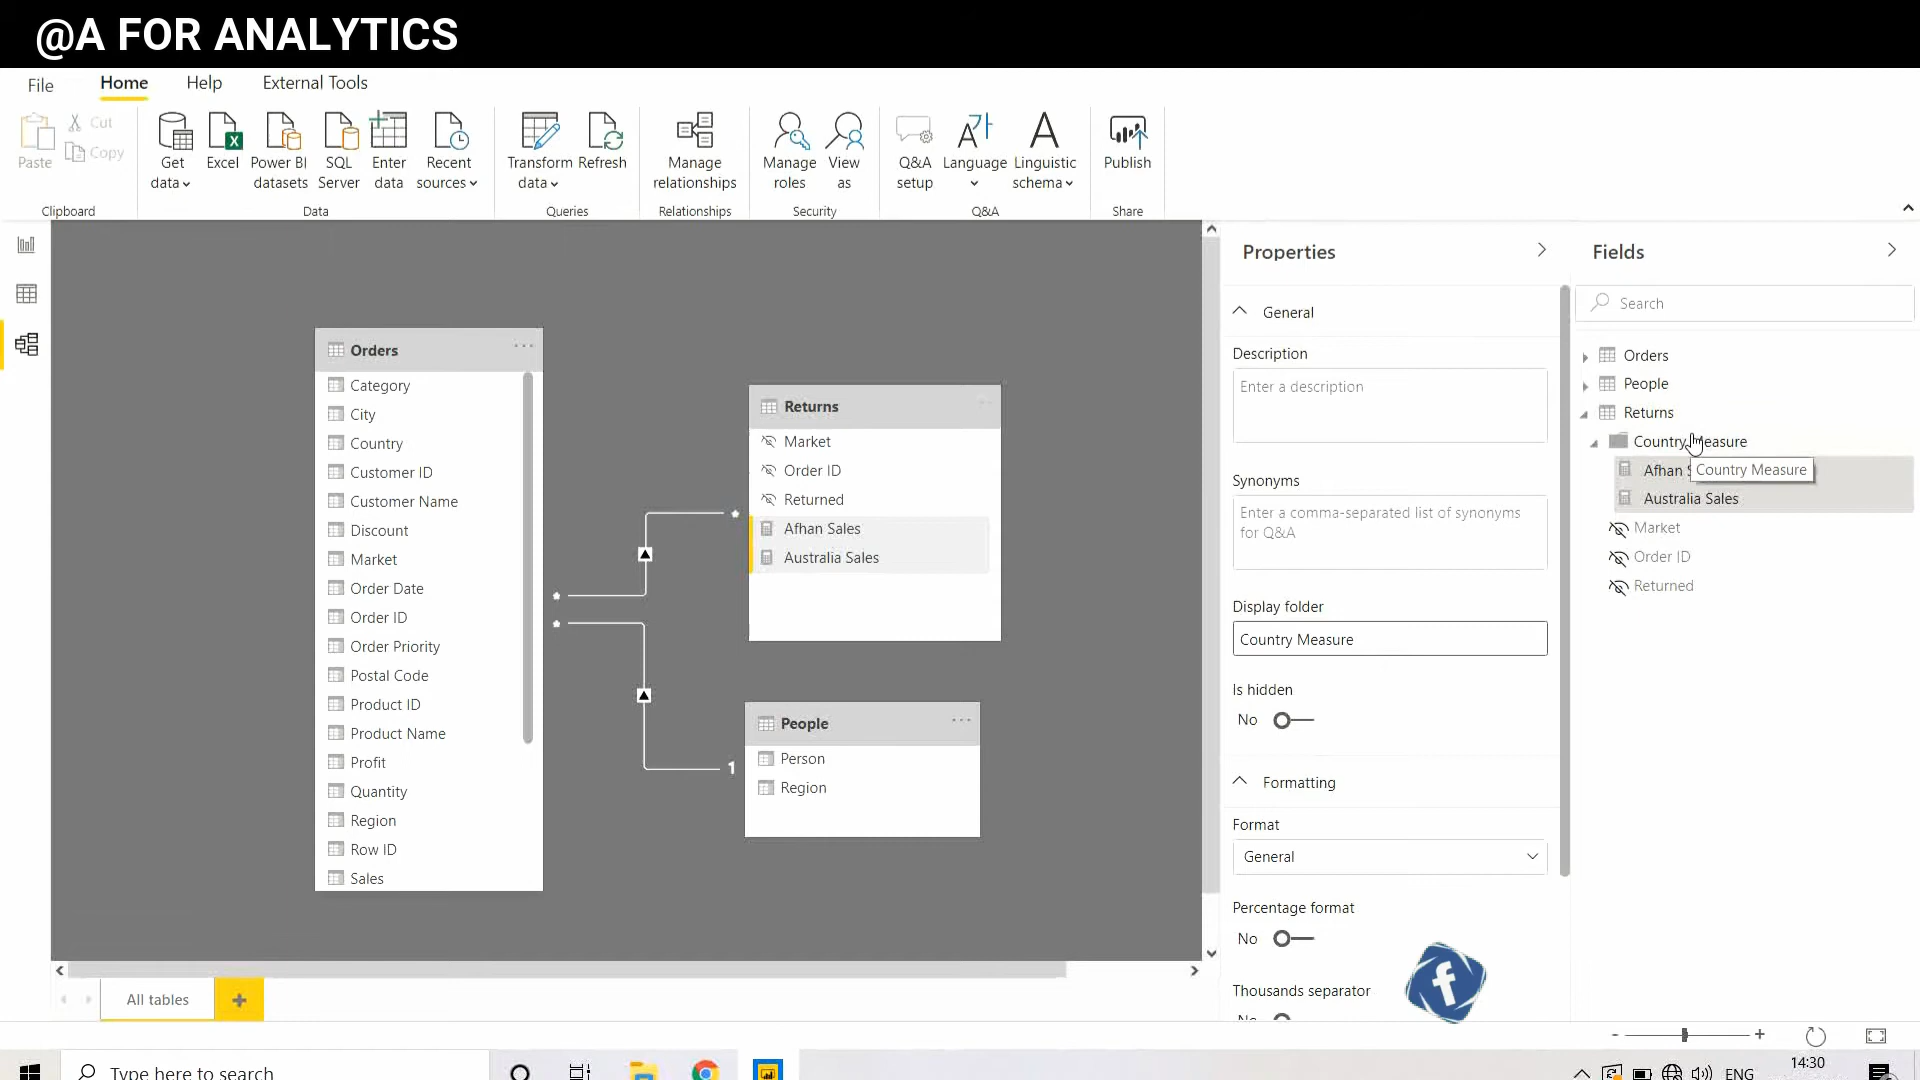 @A FOR ANALYTICS
File Home Help External Tools
Paste
Cut
Copy
Clipboard
Get data
Excel
Power BI datasets
SQL Server
Enter data
Recent sources
Data
Transform data
Refresh
Queries
Manage relationships
Relationships
Manage roles
View as
Security
Q&A setup
Language
Linguistic schema
Q&A
Publish
Share
Orders
Category
City
Country
Customer ID
Customer Name
Discount
Market
Order Date
Order ID
Order Priority
Postal Code
Product ID
Product Name
Profit
Quantity
Region
Row ID
Sales
Returns
Market
Order ID
Returned
Afhan Sales
Australia Sales
1
People
Person
Region
Properties
General
Description
Enter a description
Synonyms
Enter a comma-separated list of synonyms
for Q&A
Display folder
Country Measure
Is hidden
No
Formatting
Format
General
Percentage format
No
Thousands separator
No
f
Fields
Search
Orders
People
Returns
Country Measure
Afhan S
Country Measure
Australia Sales
Market
Order ID
Returned
All tables
+
- +
Type here to search
ENG
14:30